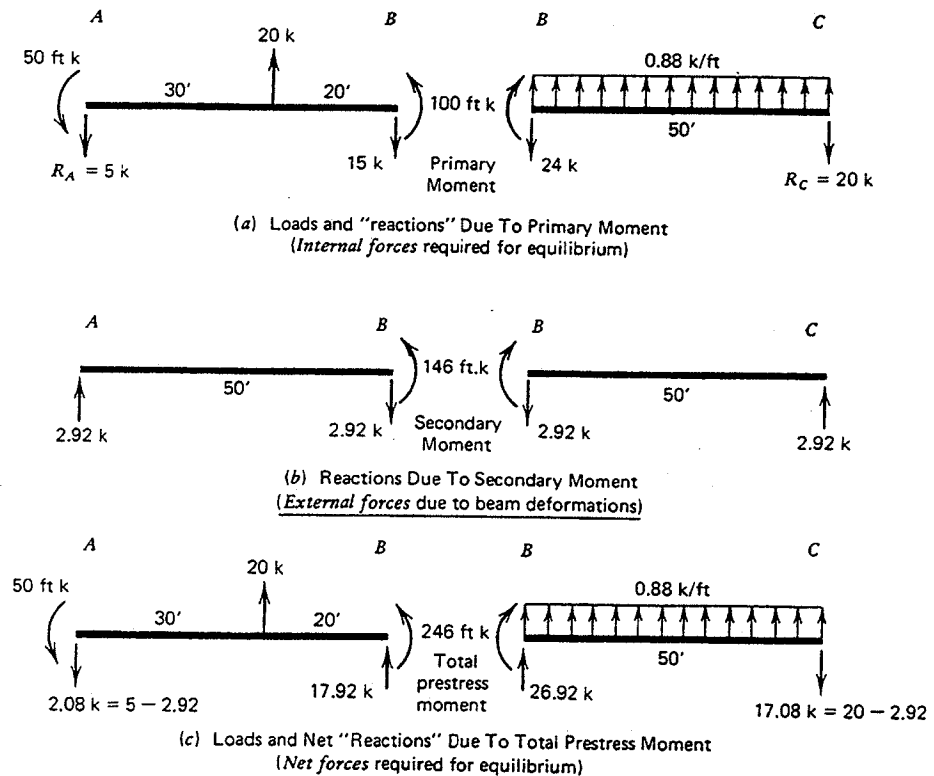 A B B C
20 k
50 ft k
0.88 k/ft
30′ 20′
100 ft k
50′
R_A = 5 k
15 k
Primary
Moment
24 k
R_C = 20 k
(a) Loads and "reactions" Due To Primary Moment
(Internal forces required for equilibrium)
A B B C
146 ft.k
50′ 50′
2.92 k 2.92 k
Secondary
Moment
2.92 k 2.92 k
(b) Reactions Due To Secondary Moment
(External forces due to beam deformations)
A B B C
20 k
50 ft k
0.88 k/ft
30′ 20′
246 ft k
50′
Total
prestress
moment
2.08 k = 5 − 2.92
17.92 k
26.92 k
17.08 k = 20 − 2.92
(c) Loads and Net "Reactions" Due To Total Prestress Moment
(Net forces required for equilibrium)